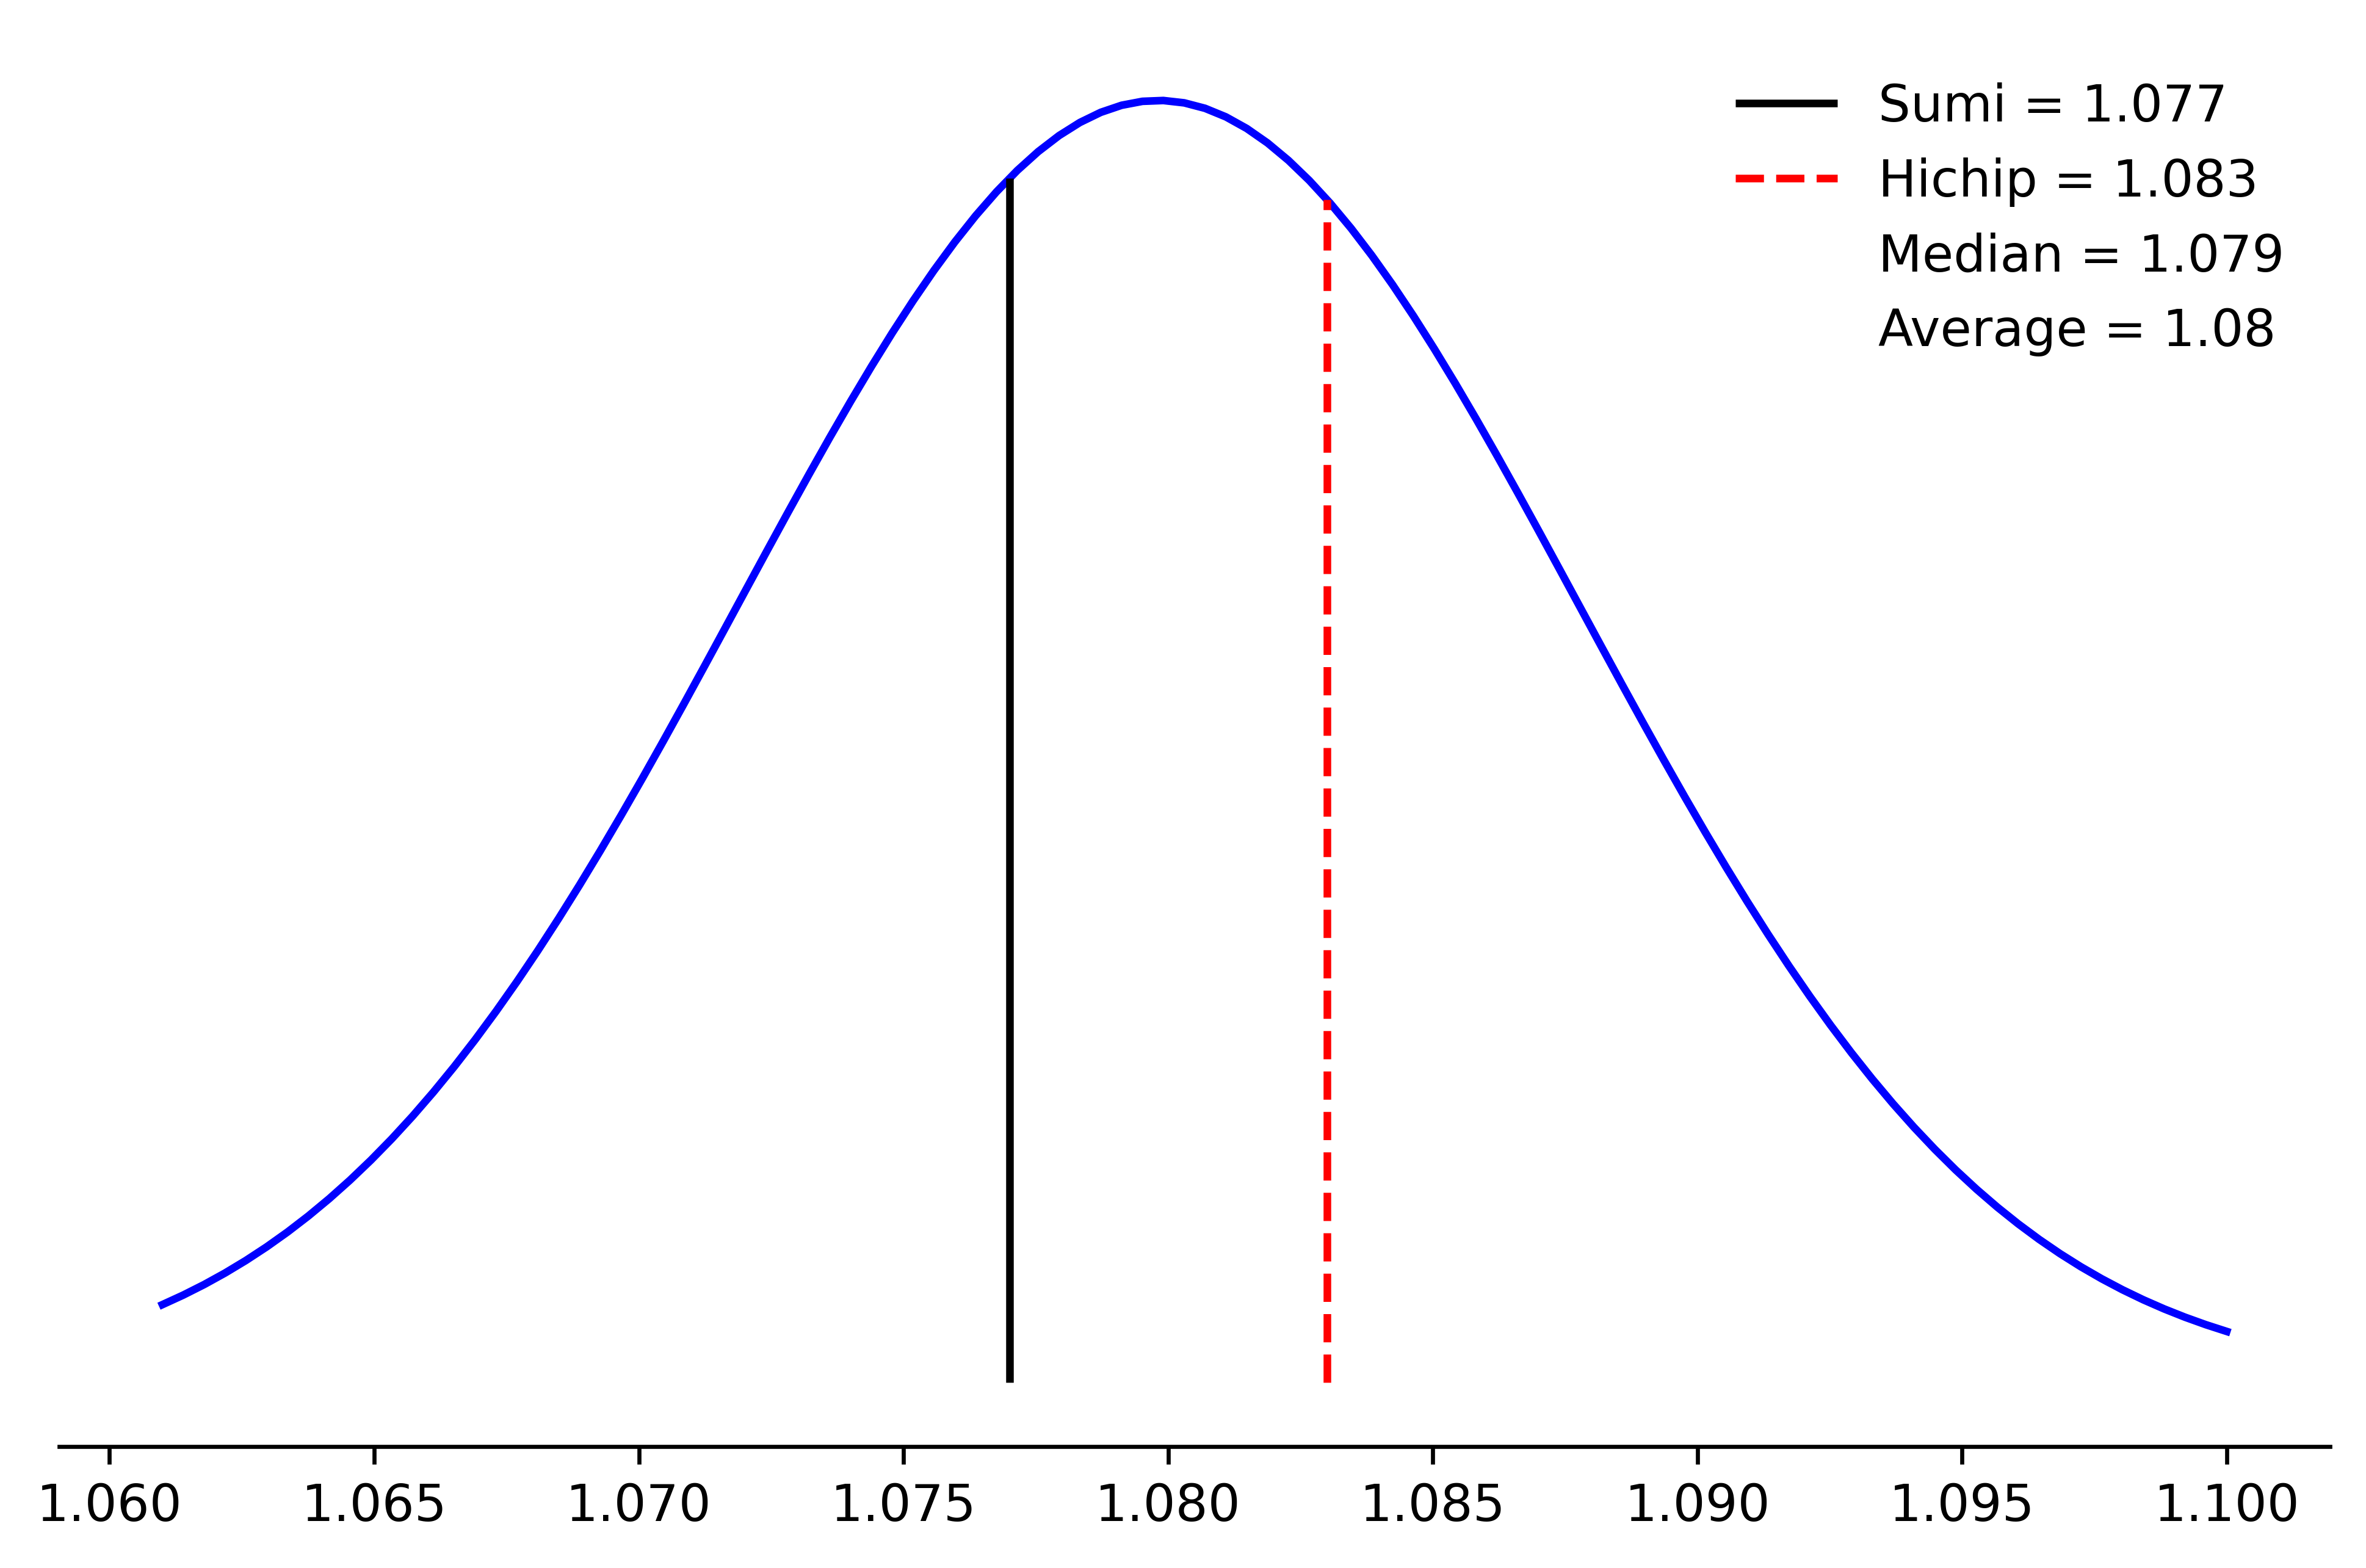 Sumi = 1.077
Hichip = 1.083
Median = 1.079
Average = 1.08
1.060 1.065 1.070 1.075 1.080 1.085 1.090 1.095 1.100